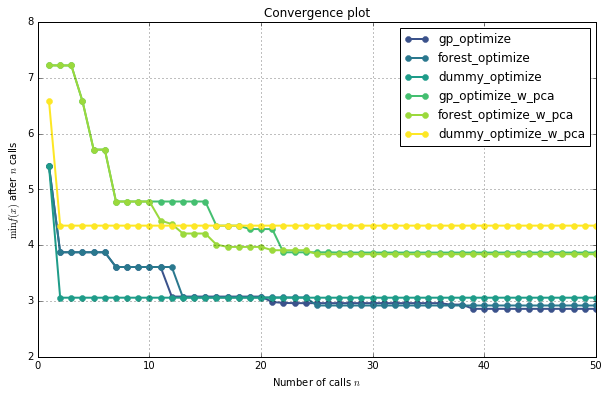 Convergence plot
8
7
6
5
4
3
2
min f(x) after n calls
gp_optimize
forest_optimize
dummy_optimize
gp_optimize_w_pca
forest_optimize_w_pca
dummy_optimize_w_pca
0 10 20 30 40 50
Number of calls n